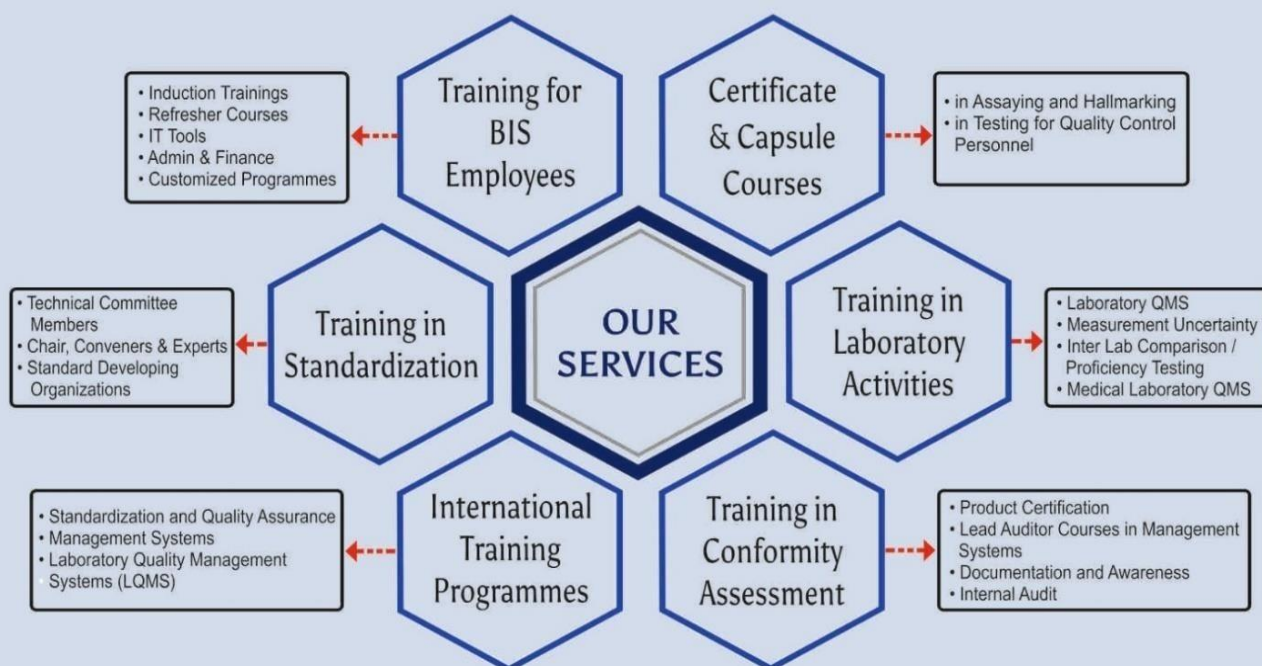 Training for
BIS
Employees
• Induction Trainings
• Refresher Courses
• IT Tools
• Admin & Finance
• Customized Programmes
Certificate
& Capsule
Courses
• in Assaying and Hallmarking
• in Testing for Quality Control
Personnel
Training in
Standardization
• Technical Committee
Members
• Chair, Conveners & Experts
• Standard Developing
Organizations
OUR
SERVICES
Training in
Laboratory
Activities
• Laboratory QMS
• Measurement Uncertainty
• Inter Lab Comparison /
Proficiency Testing
• Medical Laboratory QMS
International
Training
Programmes
• Standardization and Quality Assurance
• Management Systems
• Laboratory Quality Management
• Systems (LQMS)
Training in
Conformity
Assessment
• Product Certification
• Lead Auditor Courses in Management
Systems
• Documentation and Awareness
• Internal Audit